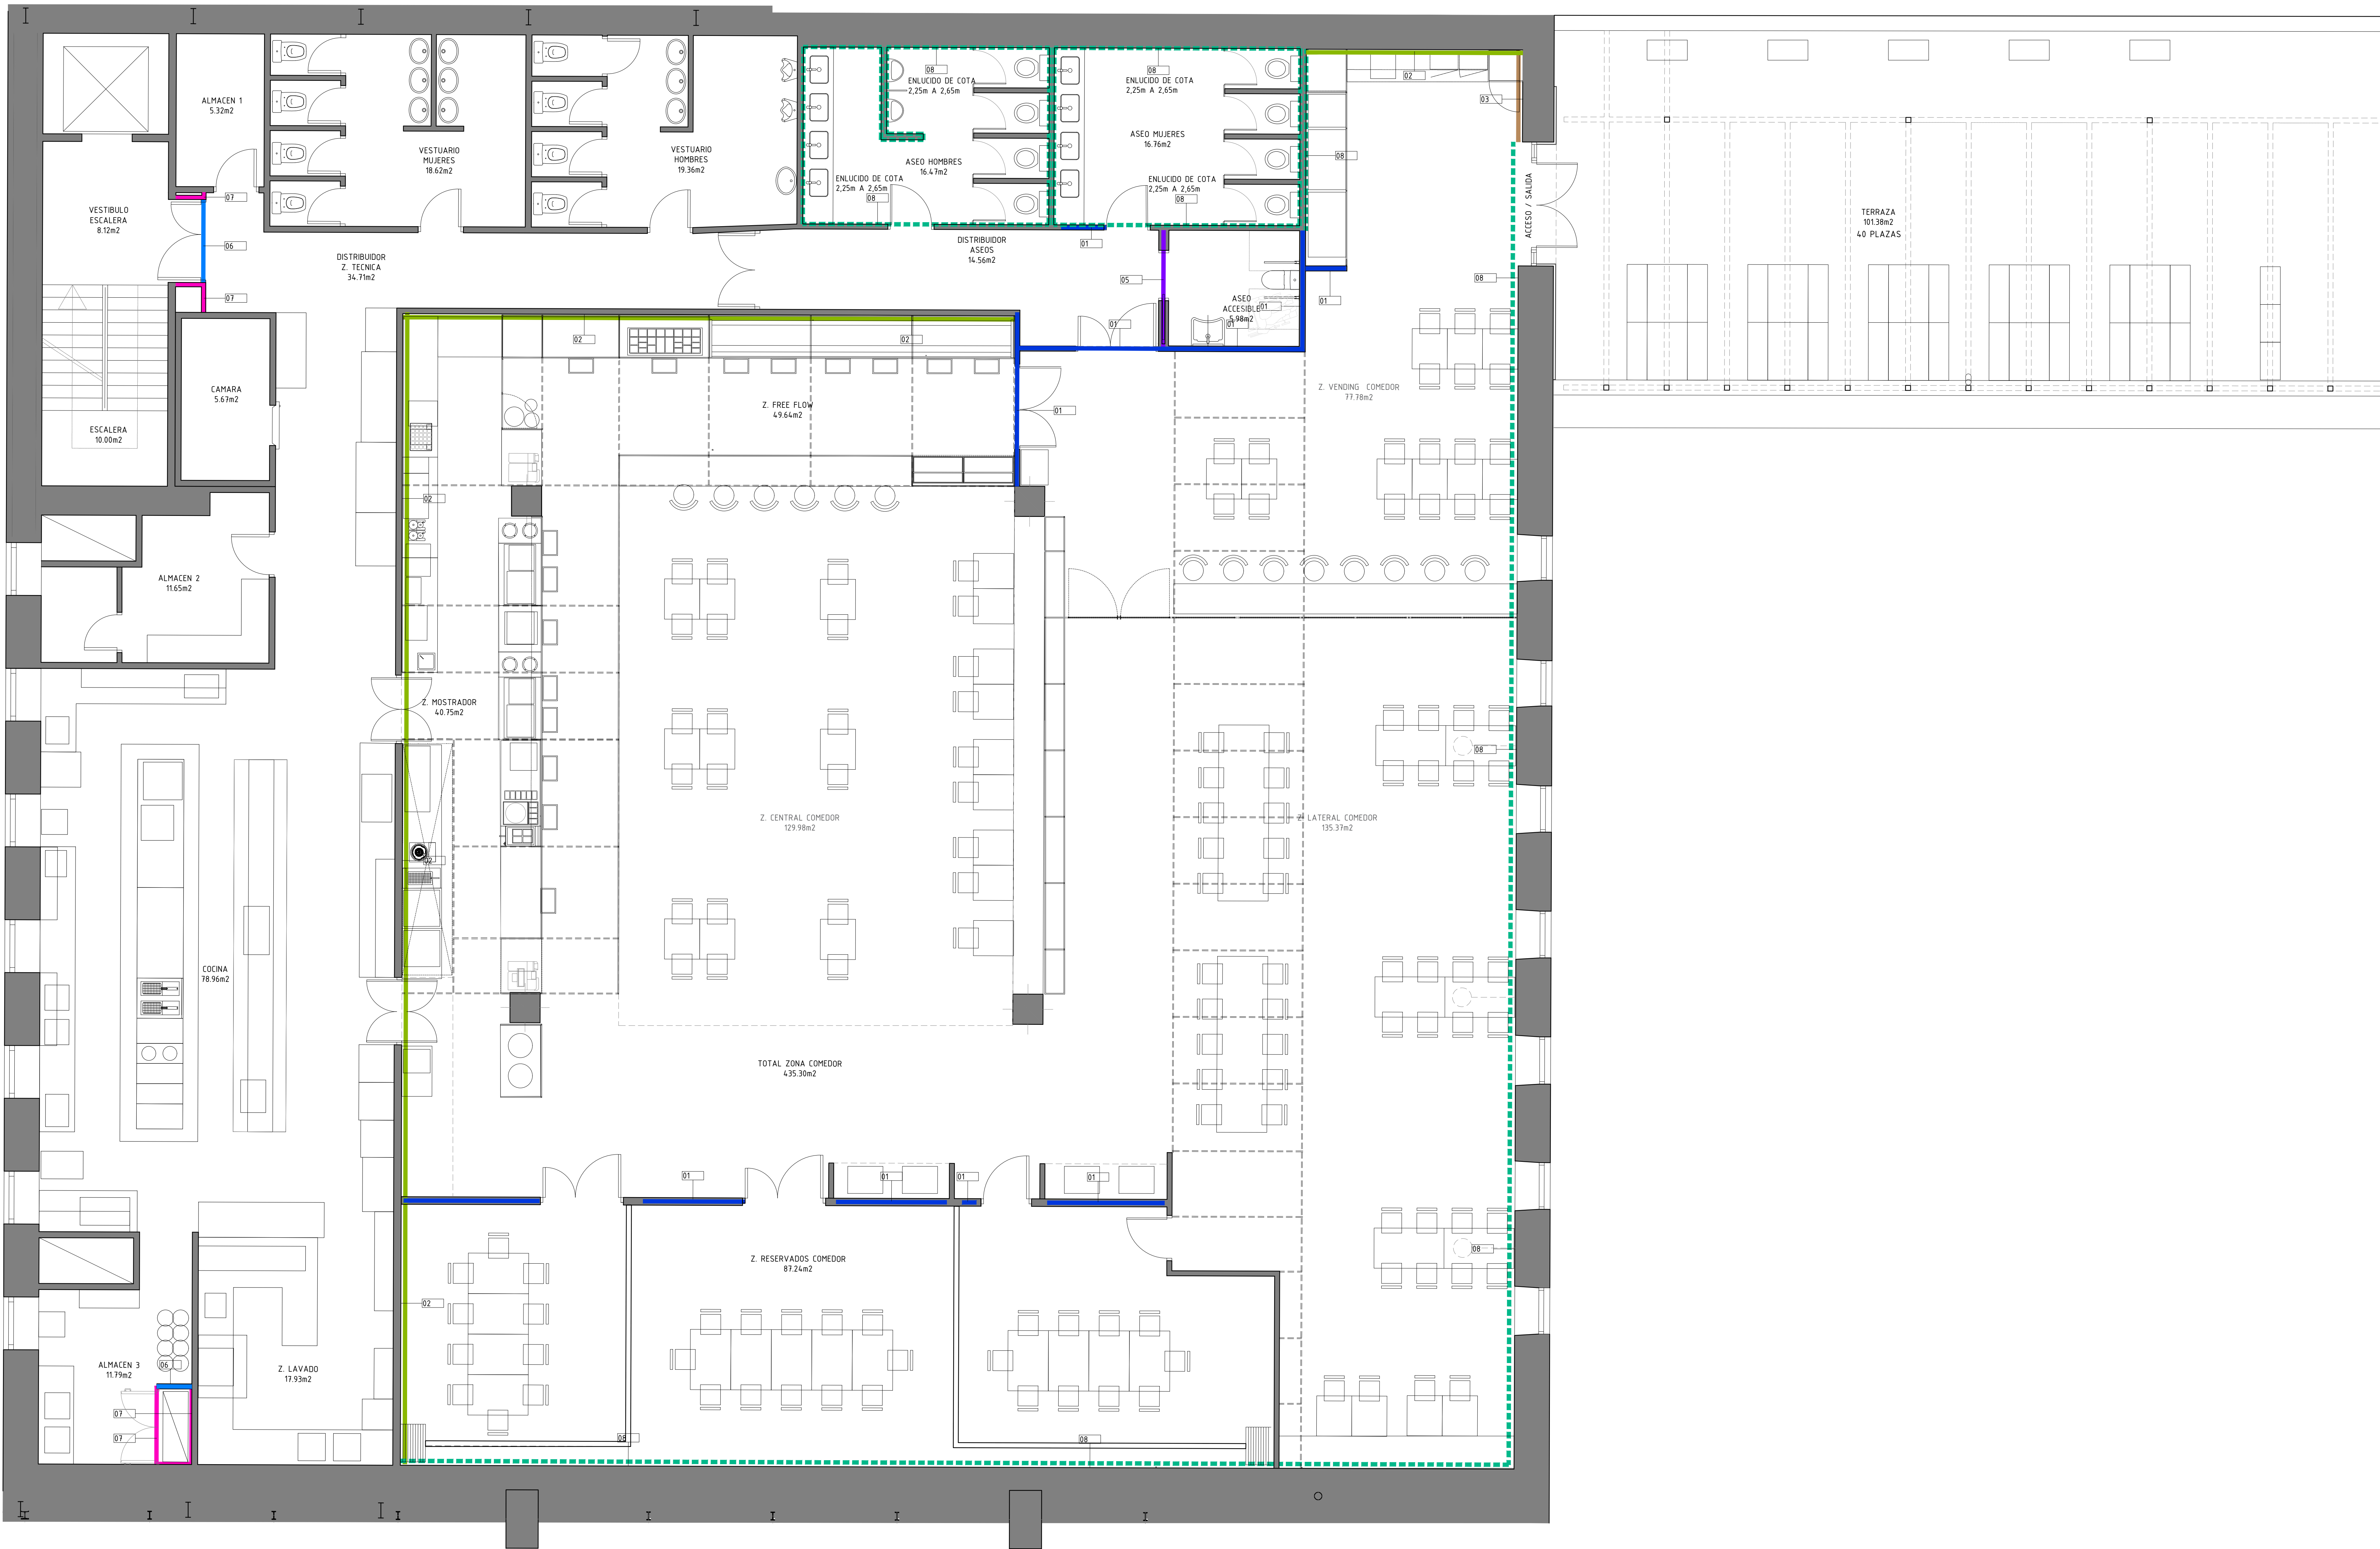 ALMACEN 1
5.32m2
VESTUARIO
MUJERES
18.62m2
VESTUARIO
HOMBRES
19.36m2
08
ENLUCIDO DE COTA
2,25m A 2,65m
ASEO HOMBRES
16.47m2
ENLUCIDO DE COTA
2,25m A 2,65m
08
08
ENLUCIDO DE COTA
2,25m A 2,65m
ASEO MUJERES
16.76m2
ENLUCIDO DE COTA
2,25m A 2,65m
08
02
03
08
ACCESO / SALIDA
TERRAZA
101.38m2
40 PLAZAS
VESTIBULO
ESCALERA
8.12m2
07
06
07
DISTRIBUIDOR
Z. TECNICA
34.71m2
DISTRIBUIDOR
ASEOS
14.56m2
01
05
01
ASEO
ACCESIBLE
5.98m2
01
01
01
08
CAMARA
5.67m2
ESCALERA
10.00m2
02
02
Z. FREE FLOW
49.64m2
01
Z. VENDING COMEDOR
77.78m2
02
ALMACEN 2
11.65m2
Z. MOSTRADOR
40.75m2
08
Z. CENTRAL COMEDOR
129.98m2
Z. LATERAL COMEDOR
135.37m2
02
COCINA
78.96m2
TOTAL ZONA COMEDOR
435.30m2
01
01
01
01
Z. RESERVADOS COMEDOR
87.24m2
08
02
ALMACEN 3
11.79m2
06
07
07
Z. LAVADO
17.93m2
08
08